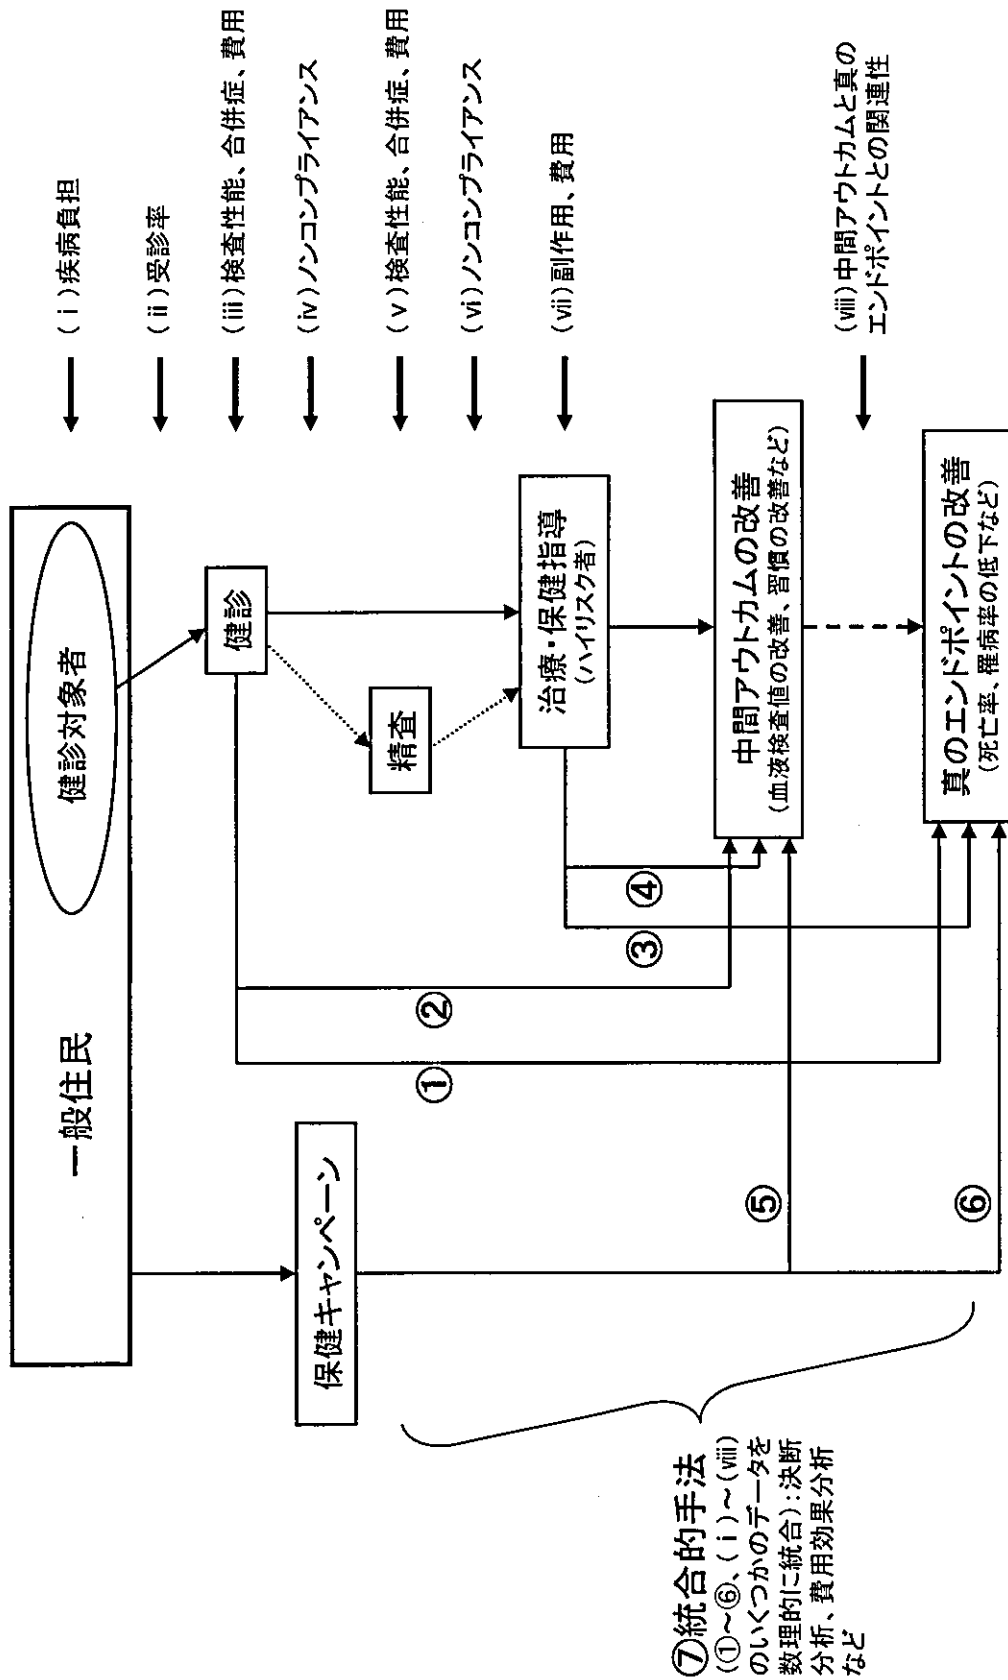 一般住民
健診対象者
健診
精査
保健キャンペーン
治療・保健指導
(ハイリスク者)
中間アウトカムの改善
(血液検査値の改善、習慣の改善など)
真のエンドポイントの改善
(死亡率、罹病率の低下など)
①
②
③
④
⑤
⑥
(ⅰ)疾病負担
(ⅱ)受診率
(ⅲ)検査性能、合併症、費用
(ⅳ)ノンコンプライアンス
(ⅴ)検査性能、合併症、費用
(ⅵ)ノンコンプライアンス
(ⅶ)副作用、費用
(ⅷ)中間アウトカムと真の
エンドポイントとの関連性
⑦統合的手法
(①～⑥、(ⅰ)～(ⅷ)
のいくつかのデータを
数理的に統合):決断
分析、費用効果分析
など